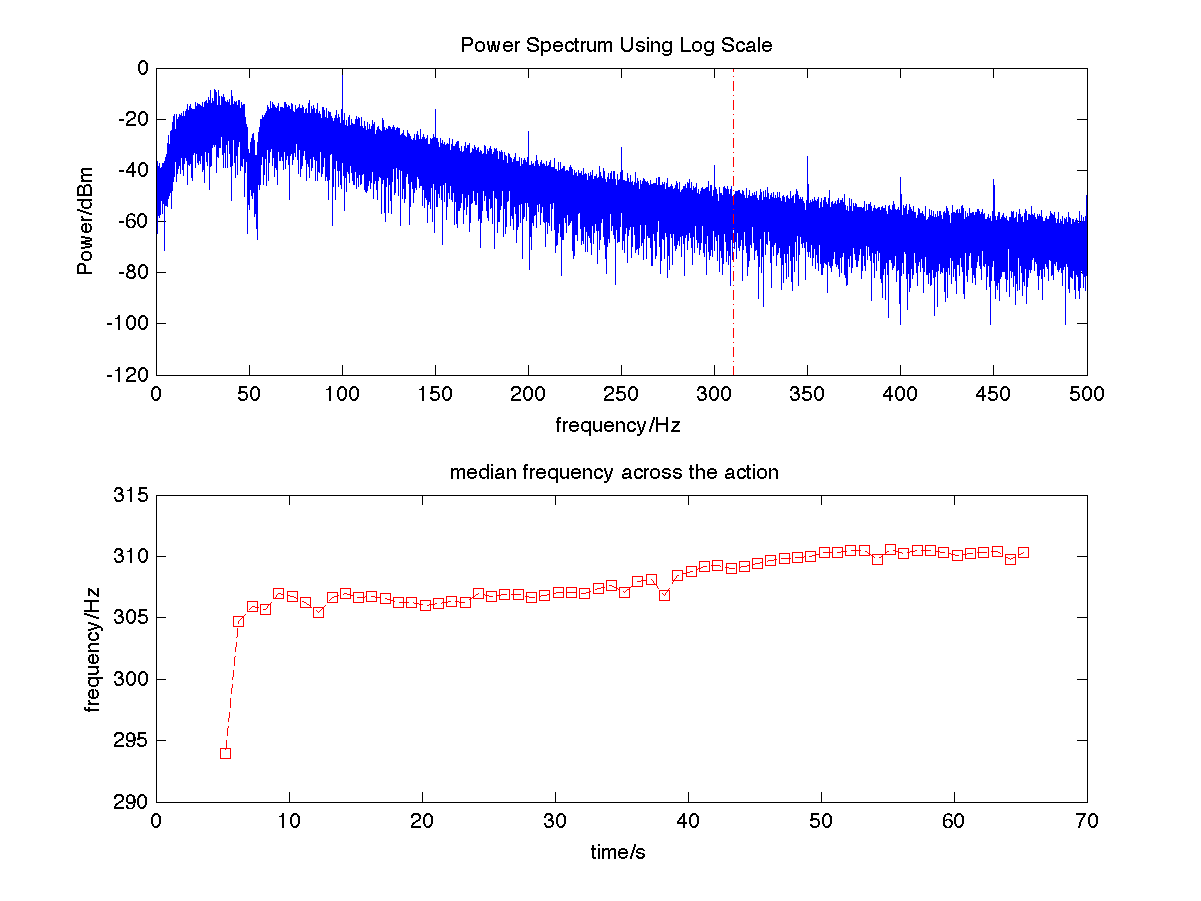 Power Spectrum Using Log Scale
0
-20
-40
-60
-80
-100
-120
Power/dBm
0 50 100 150 200 250 300 350 400 450 500
frequency/Hz
median frequency across the action
315
310
305
300
295
290
frequency/Hz
0 10 20 30 40 50 60 70
time/s